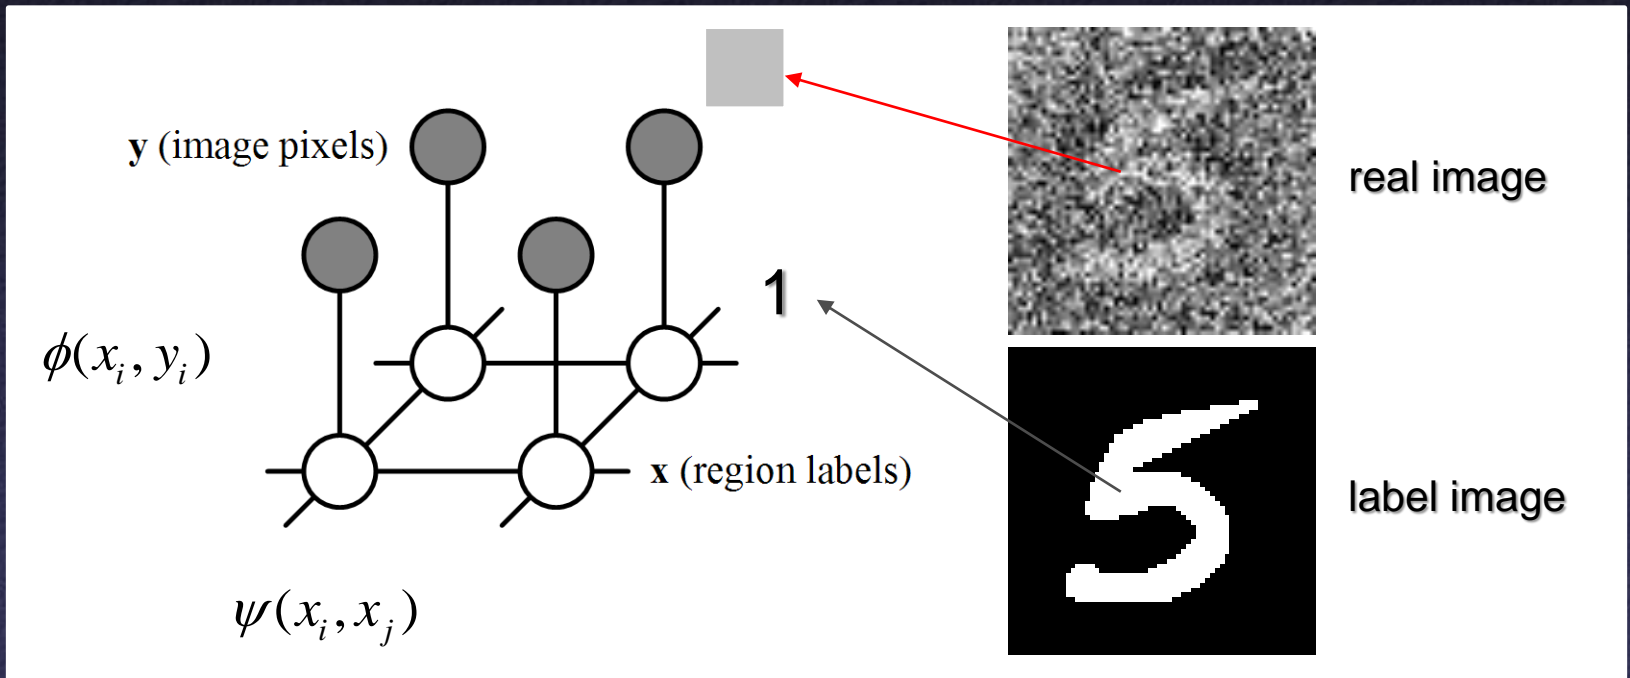 y (image pixels)
real image
1
ϕ(xᵢ, yᵢ)
x (region labels)
label image
ψ(xᵢ, xⱼ)